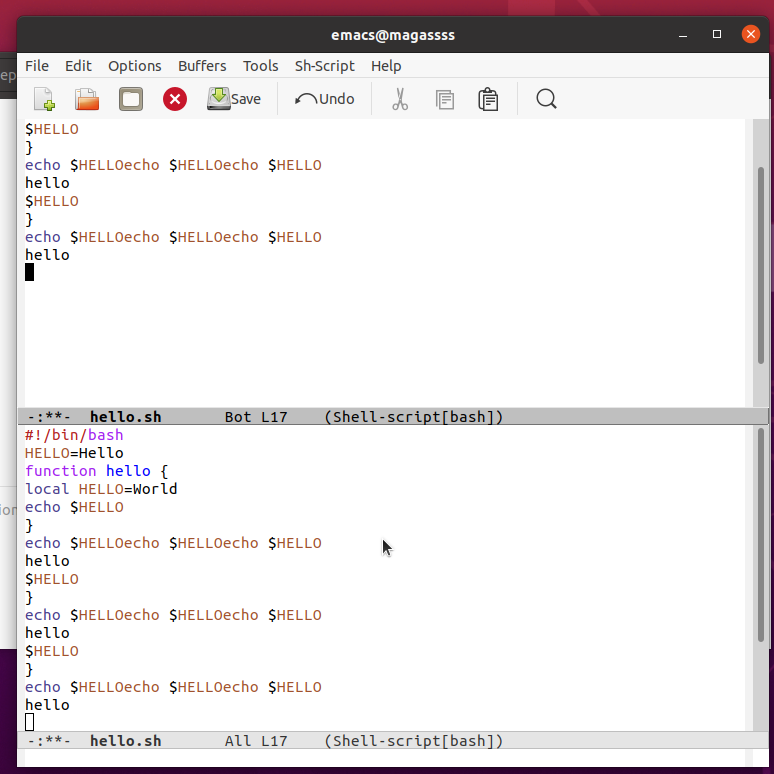 emacs@magassss
ep
File Edit Options Buffers Tools Sh-Script Help
Save Undo
$HELLO
}
echo $HELLOecho $HELLOecho $HELLO
hello
$HELLO
}
echo $HELLOecho $HELLOecho $HELLO
hello
-:**- hello.sh Bot L17 (Shell-script[bash])
#!/bin/bash
HELLO=Hello
function hello {
local HELLO=World
echo $HELLO
}
echo $HELLOecho $HELLOecho $HELLO
hello
$HELLO
}
echo $HELLOecho $HELLOecho $HELLO
hello
$HELLO
}
echo $HELLOecho $HELLOecho $HELLO
hello
-:**- hello.sh All L17 (Shell-script[bash])